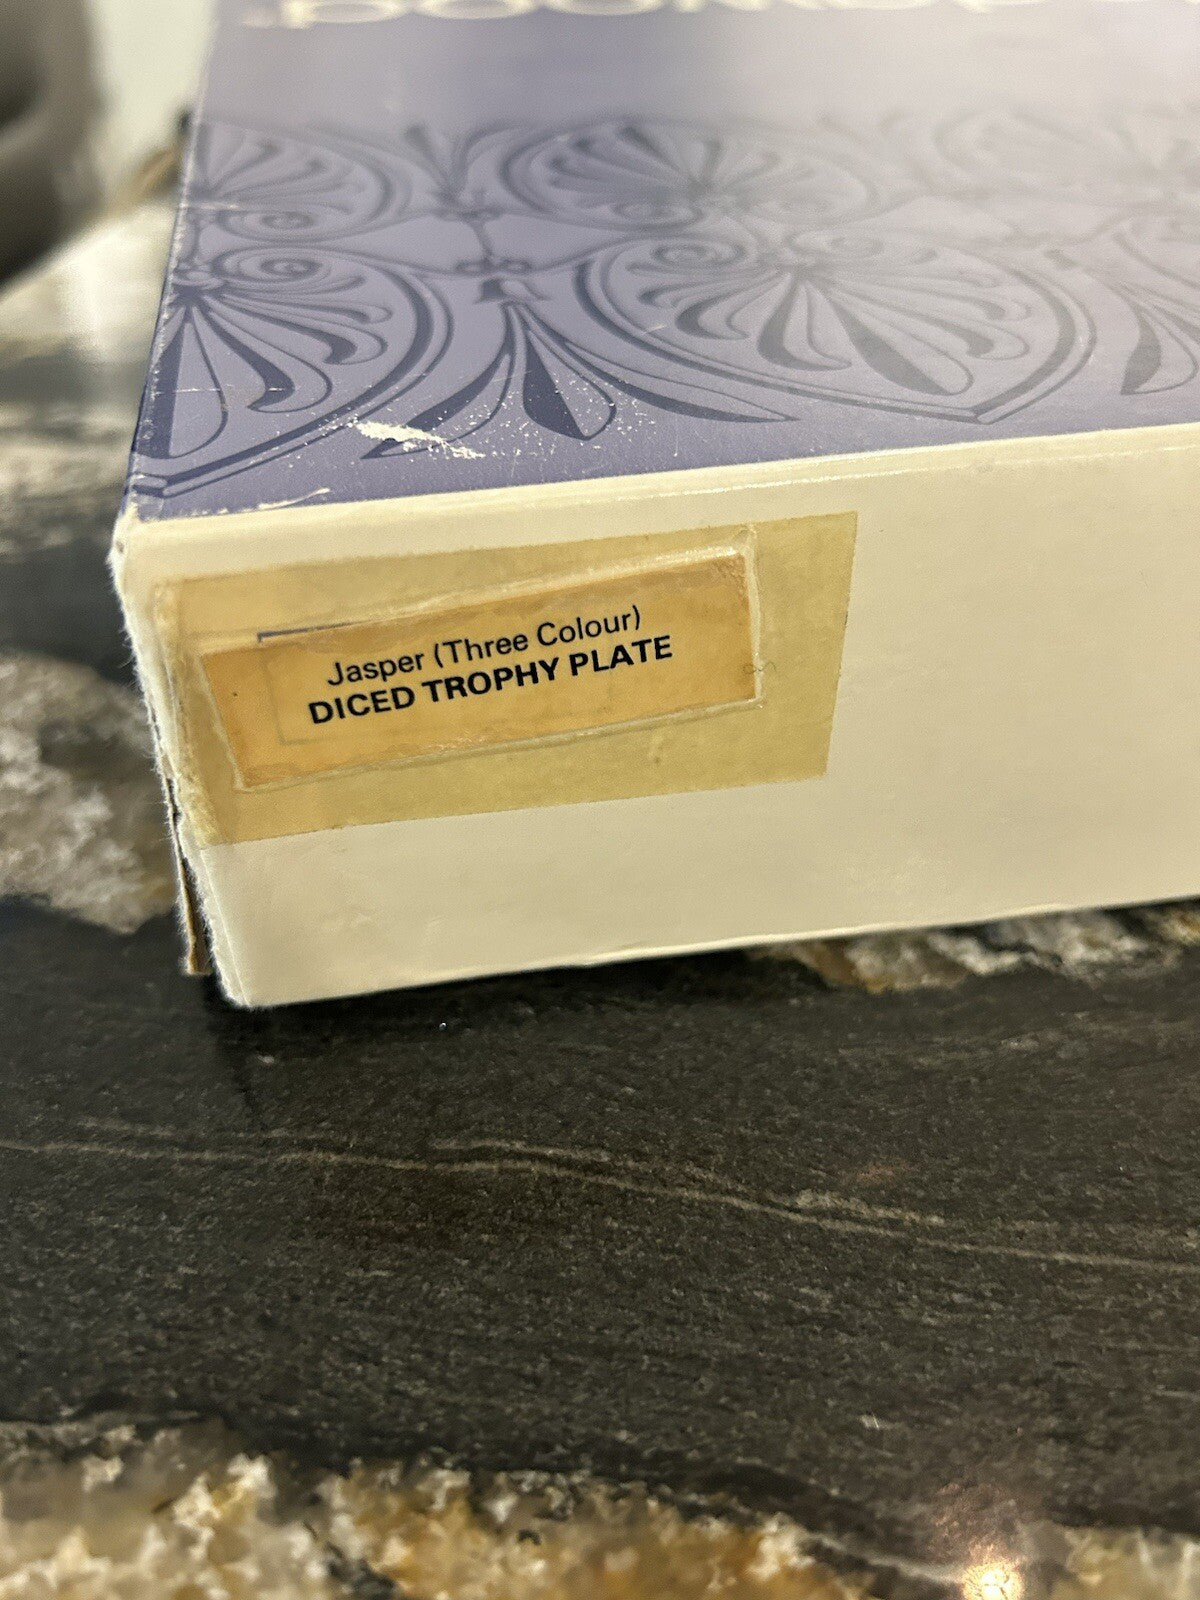 Jasper (Three Colour)
DICED TROPHY PLATE